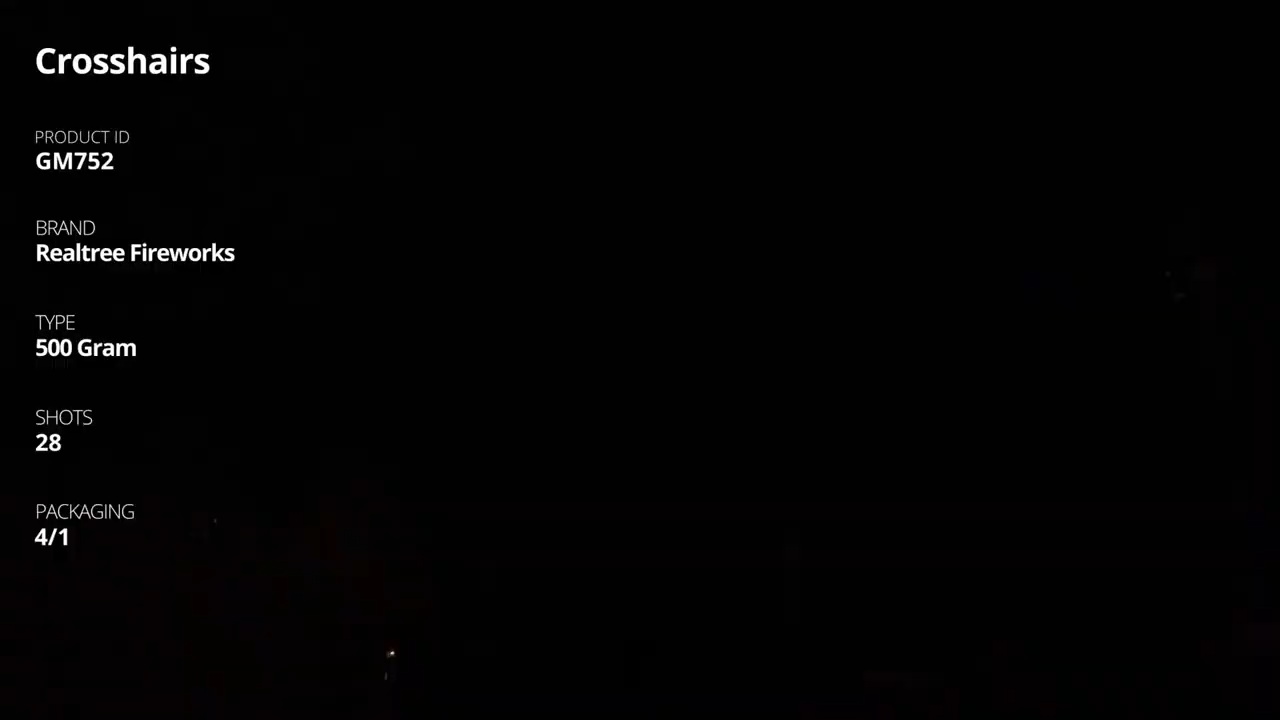 Crosshairs
PRODUCT ID
GM752
BRAND
Realtree Fireworks
TYPE
500 Gram
SHOTS
28
PACKAGING
4/1